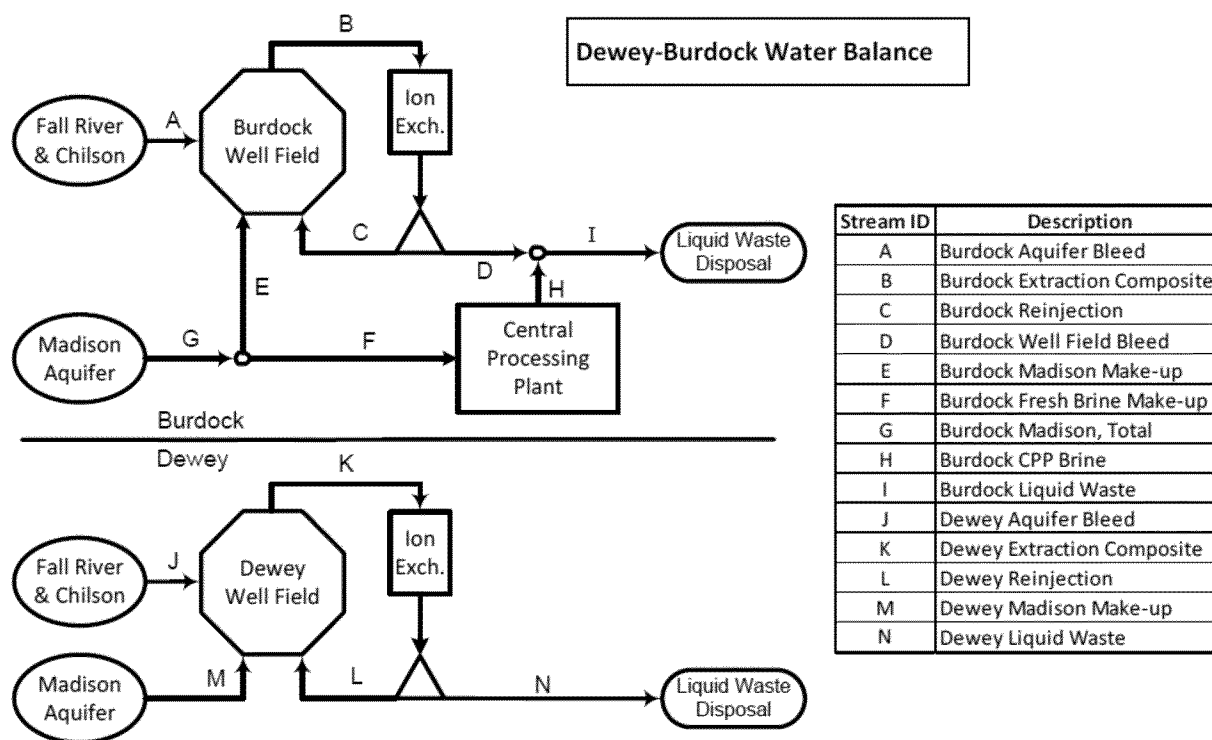 Dewey-Burdock Water Balance
B
Ion
Exch.
Fall River
& Chilson
A
Burdock
Well Field
C
D
I
Liquid Waste
Disposal
E
H
Madison
Aquifer
G
F
Central
Processing
Plant
Burdock
Dewey
K
Ion
Exch.
Fall River
& Chilson
J
Dewey
Well Field
Madison
Aquifer
M
L
N
Liquid Waste
Disposal
Stream ID Description
A Burdock Aquifer Bleed
B Burdock Extraction Composite
C Burdock Reinjection
D Burdock Well Field Bleed
E Burdock Madison Make-up
F Burdock Fresh Brine Make-up
G Burdock Madison, Total
H Burdock CPP Brine
I Burdock Liquid Waste
J Dewey Aquifer Bleed
K Dewey Extraction Composite
L Dewey Reinjection
M Dewey Madison Make-up
N Dewey Liquid Waste